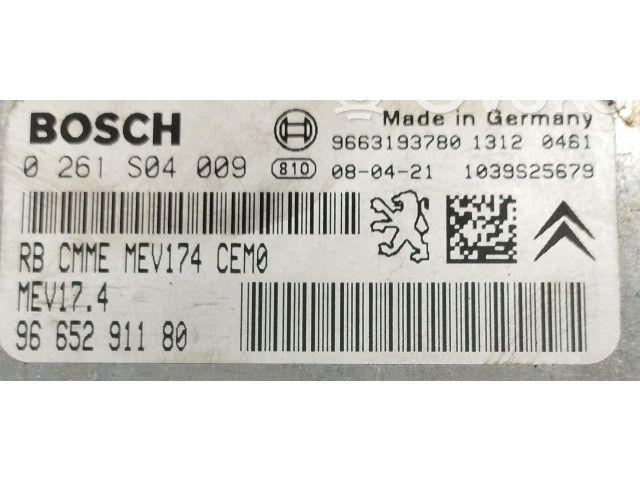 BOSCH
Made in Germany
9663193780 1312 0461
0 261 S04 009 810 08-04-21 1039S25679
RB CMME MEV174 CEM0
MEV17.4
96 652 911 80